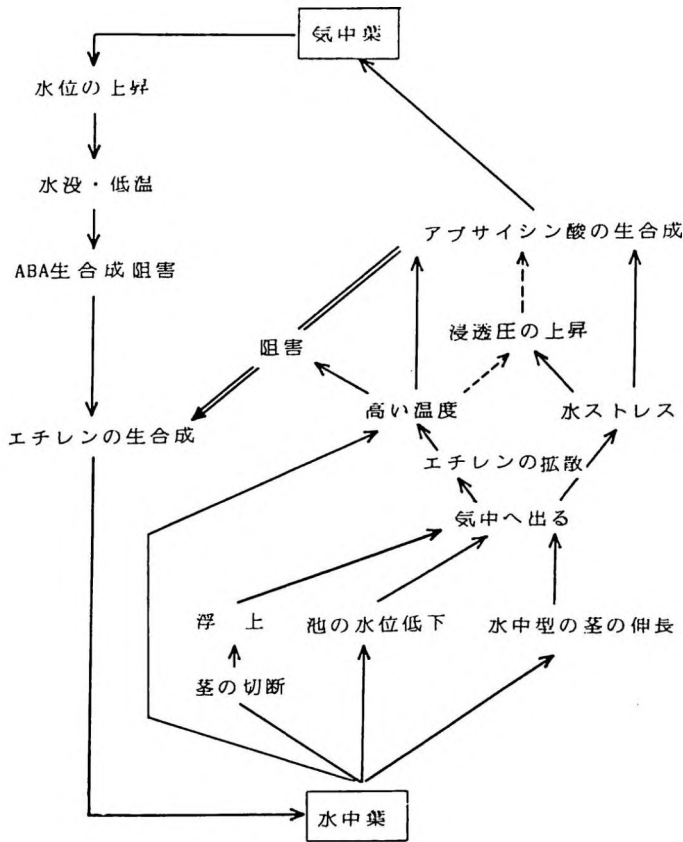 気中葉
水位の上昇
水没・低温
アブサイシン酸の生合成
ABA生合成阻害
浸透圧の上昇
阻害
高い温度
水ストレス
エチレンの生合成
エチレンの拡散
気中へ出る
浮 上
池の水位低下
水中型の茎の伸長
茎の切断
水中葉